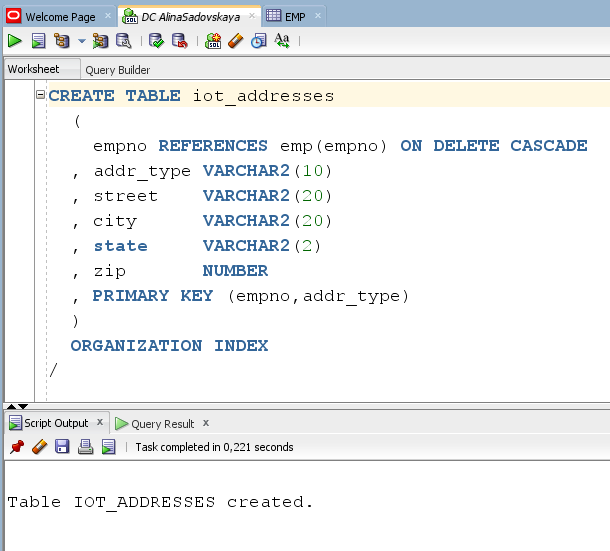 Welcome Page
DC AlinaSadovskaya
EMP
Worksheet
Query Builder
CREATE TABLE iot_addresses
(
empno REFERENCES emp(empno) ON DELETE CASCADE
, addr_type VARCHAR2(10)
, street VARCHAR2(20)
, city VARCHAR2(20)
, state VARCHAR2(2)
, zip NUMBER
, PRIMARY KEY (empno,addr_type)
)
ORGANIZATION INDEX
/
Script Output
Query Result
Task completed in 0,221 seconds
Table IOT_ADDRESSES created.